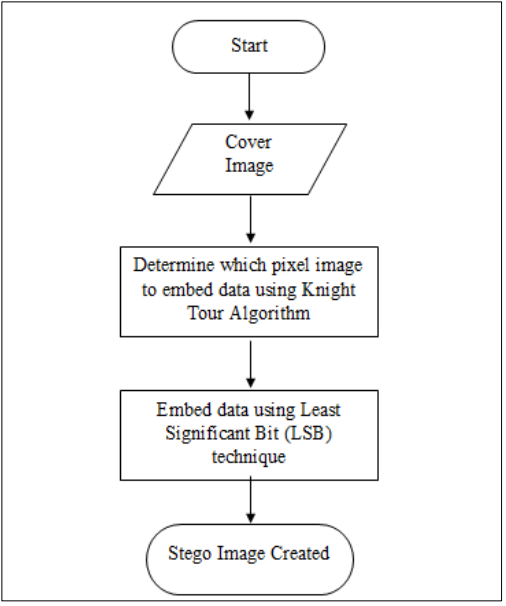 Start
Cover
Image
Determine which pixel image
to embed data using Knight
Tour Algorithm
Embed data using Least
Significant Bit (LSB)
technique
Stego Image Created